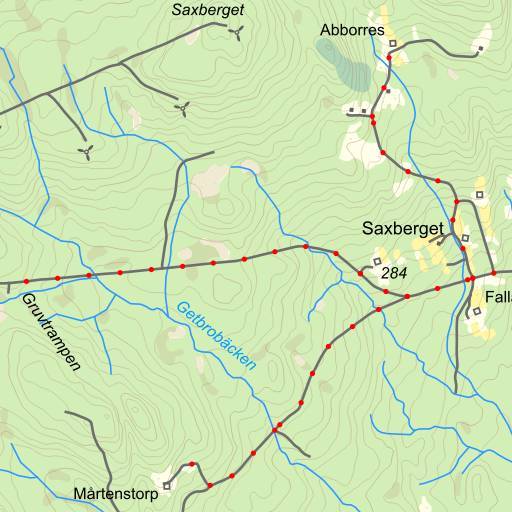 Saxberget
Abborres
Saxberget
284
Falla
Gruvtrampen
Getbrobäcken
Mårtenstorp